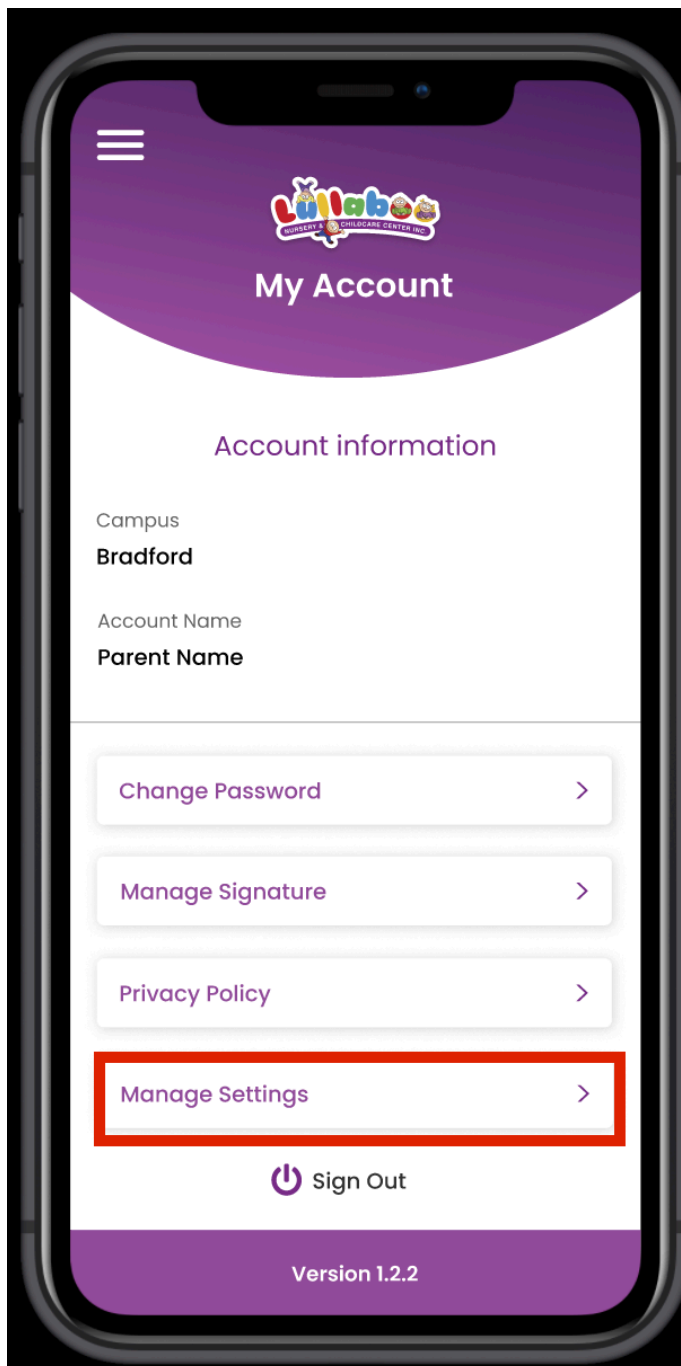 Lullaboo
NURSERY & CHILDCARE CENTER INC.
My Account
Account information
Campus
Bradford
Account Name
Parent Name
Change Password
Manage Signature
Privacy Policy
Manage Settings
Sign Out
Version 1.2.2